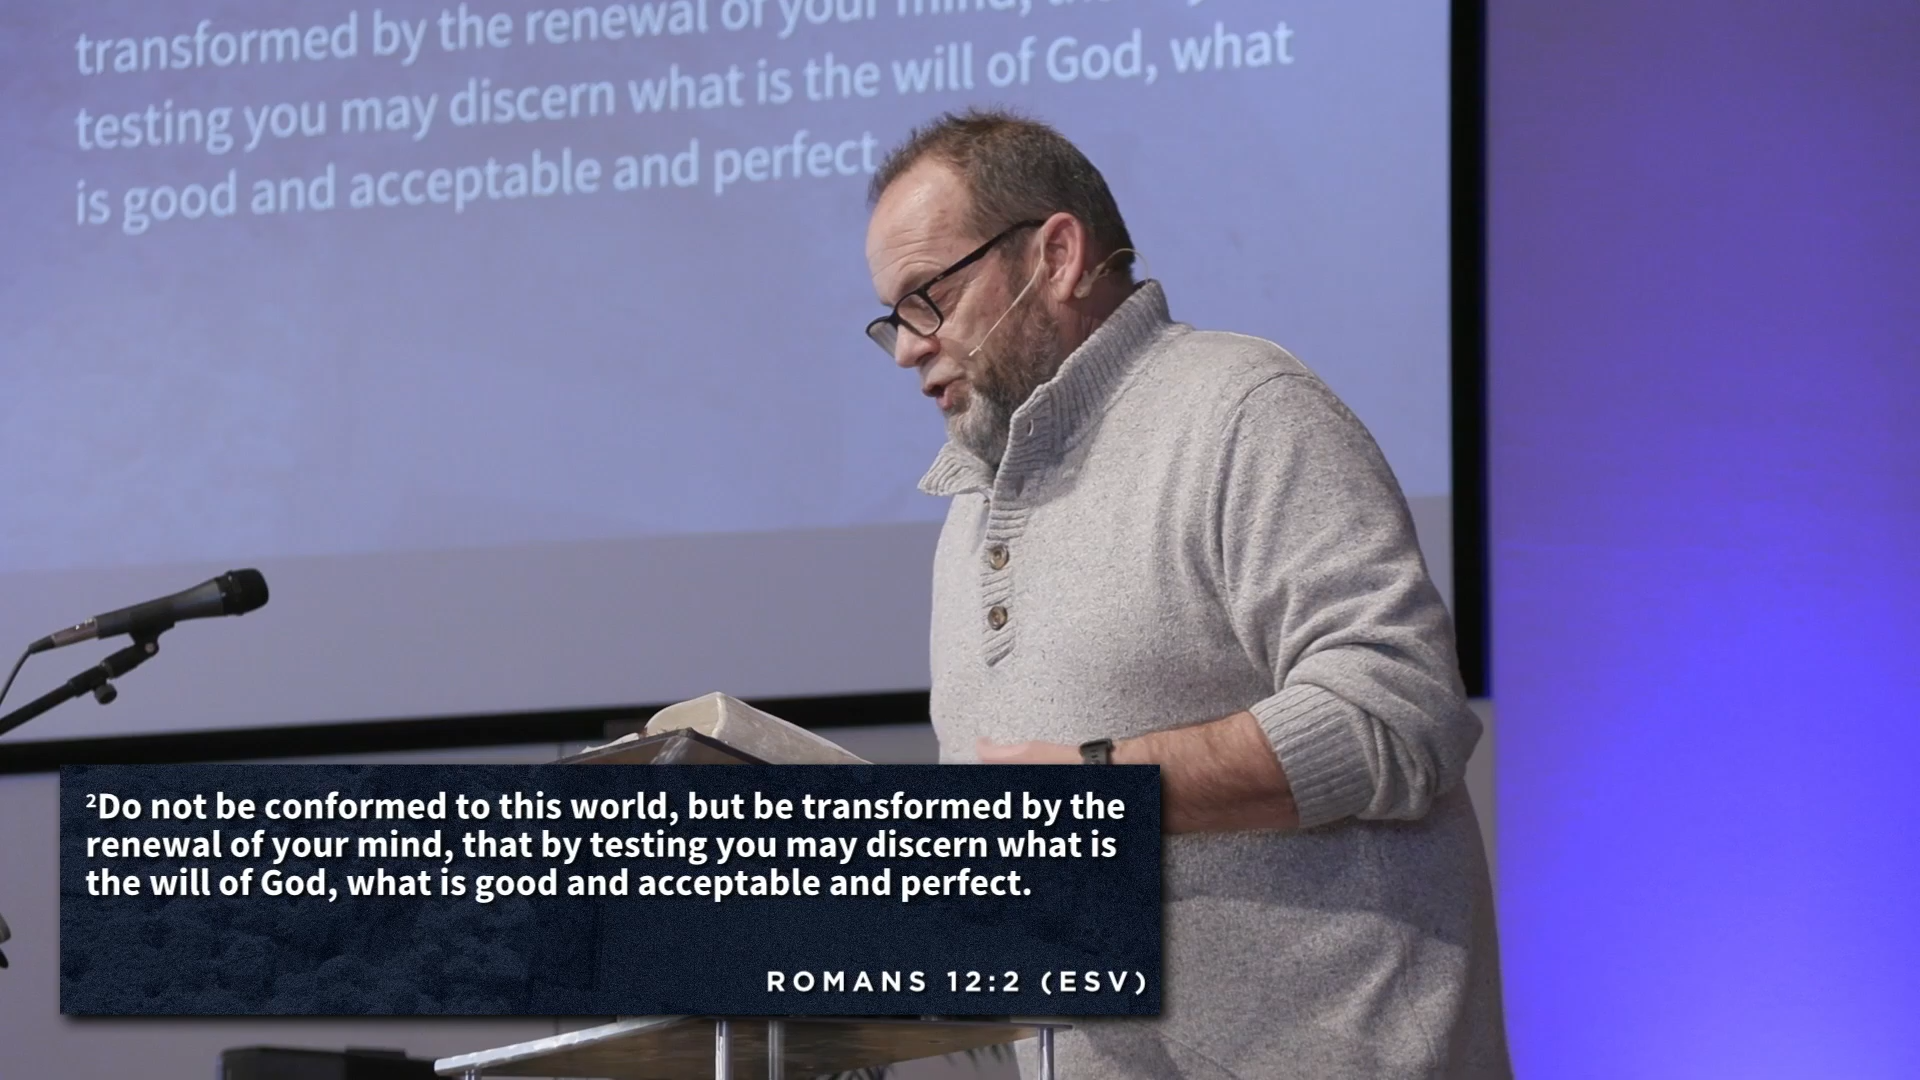 transformed by the renewal of your mind,
testing you may discern what is the will of God, what
is good and acceptable and perfect
²Do not be conformed to this world, but be transformed by the
renewal of your mind, that by testing you may discern what is
the will of God, what is good and acceptable and perfect.
ROMANS 12:2 (ESV)